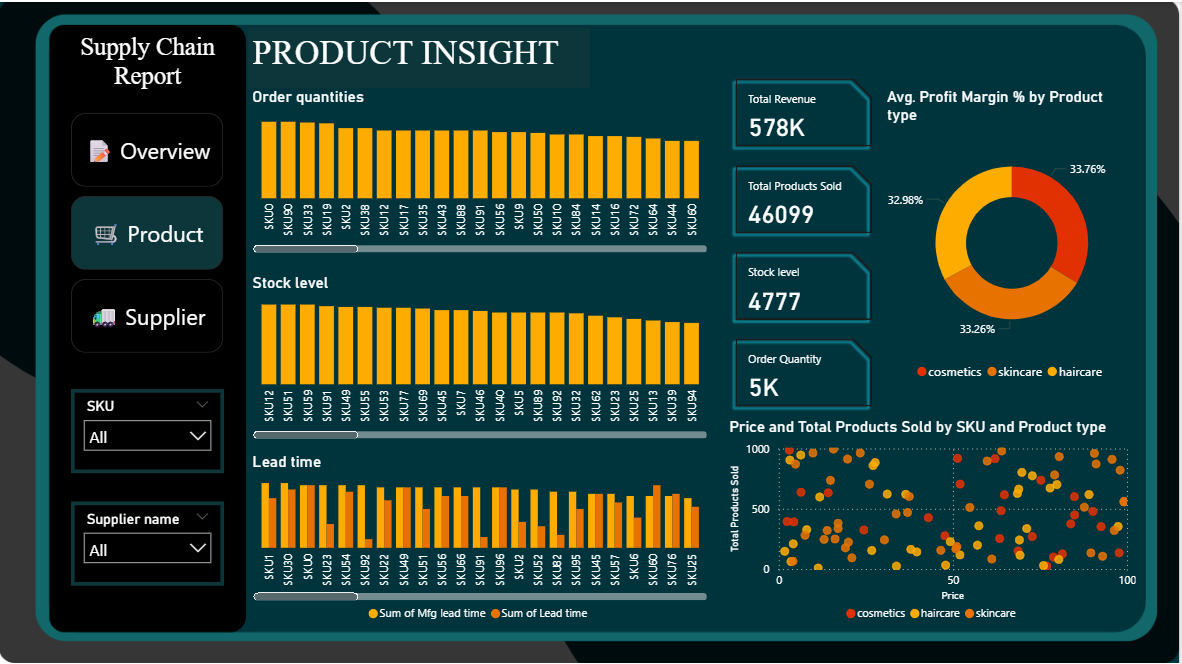 Supply Chain
Report
Overview
Product
Supplier
SKU
All
Supplier name
All
PRODUCT INSIGHT
Order quantities
SKU0
SKU90
SKU33
SKU19
SKU2
SKU38
SKU12
SKU17
SKU35
SKU43
SKU88
SKU91
SKU56
SKU9
SKU50
SKU10
SKU84
SKU14
SKU16
SKU72
SKU64
SKU44
SKU60
Stock level
SKU12
SKU51
SKU59
SKU91
SKU49
SKU55
SKU53
SKU77
SKU69
SKU45
SKU7
SKU46
SKU40
SKU5
SKU89
SKU92
SKU32
SKU62
SKU23
SKU25
SKU13
SKU39
SKU94
Lead time
SKU1
SKU30
SKU0
SKU23
SKU54
SKU92
SKU22
SKU49
SKU51
SKU56
SKU66
SKU91
SKU96
SKU2
SKU52
SKU82
SKU95
SKU45
SKU57
SKU6
SKU60
SKU76
SKU25
Sum of Mfg lead time Sum of Lead time
Total Revenue
578K
Total Products Sold
46099
Stock level
4777
Order Quantity
5K
Avg. Profit Margin % by Product
type
33.76%
32.98%
33.26%
cosmetics skincare haircare
Price and Total Products Sold by SKU and Product type
Total Products Sold
1000
500
0
0 50 100
Price
cosmetics haircare skincare